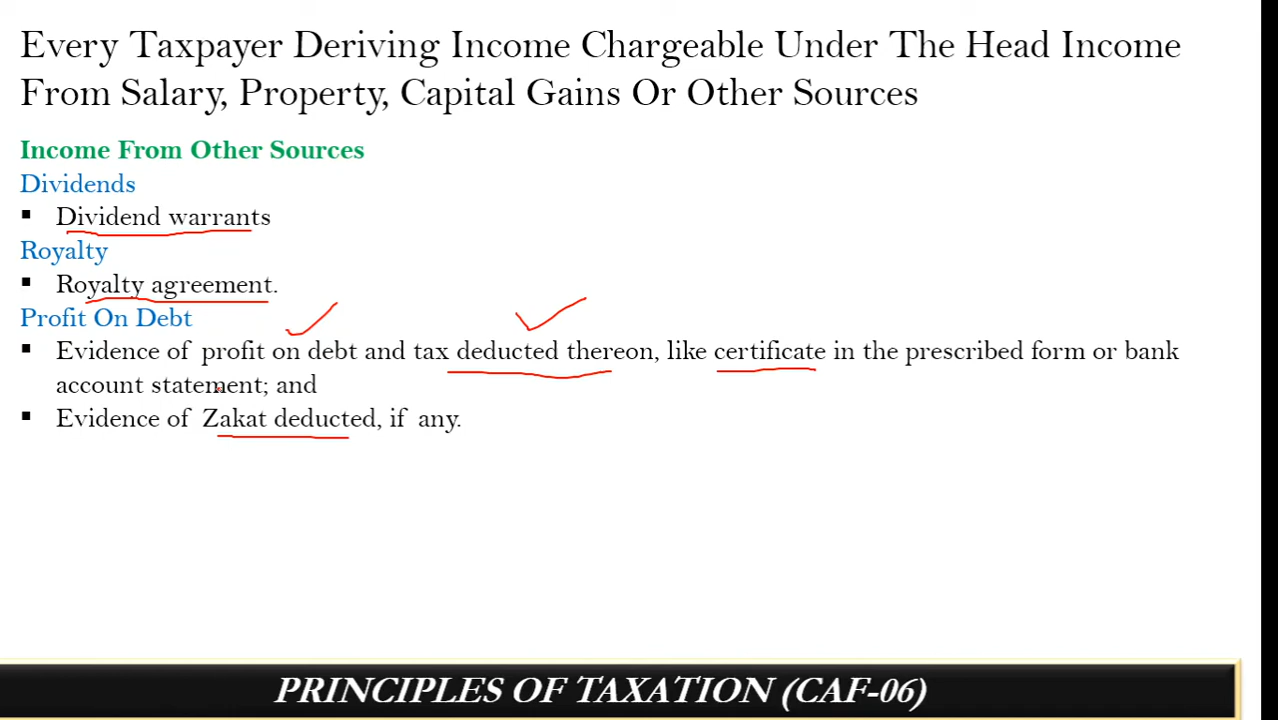 Every Taxpayer Deriving Income Chargeable Under The Head Income
From Salary, Property, Capital Gains Or Other Sources
Income From Other Sources
Dividends
▪ Dividend warrants
Royalty
▪ Royalty agreement.
Profit On Debt
▪ Evidence of profit on debt and tax deducted thereon, like certificate in the prescribed form or bank
account statement; and
▪ Evidence of Zakat deducted, if any.
PRINCIPLES OF TAXATION (CAF-06)